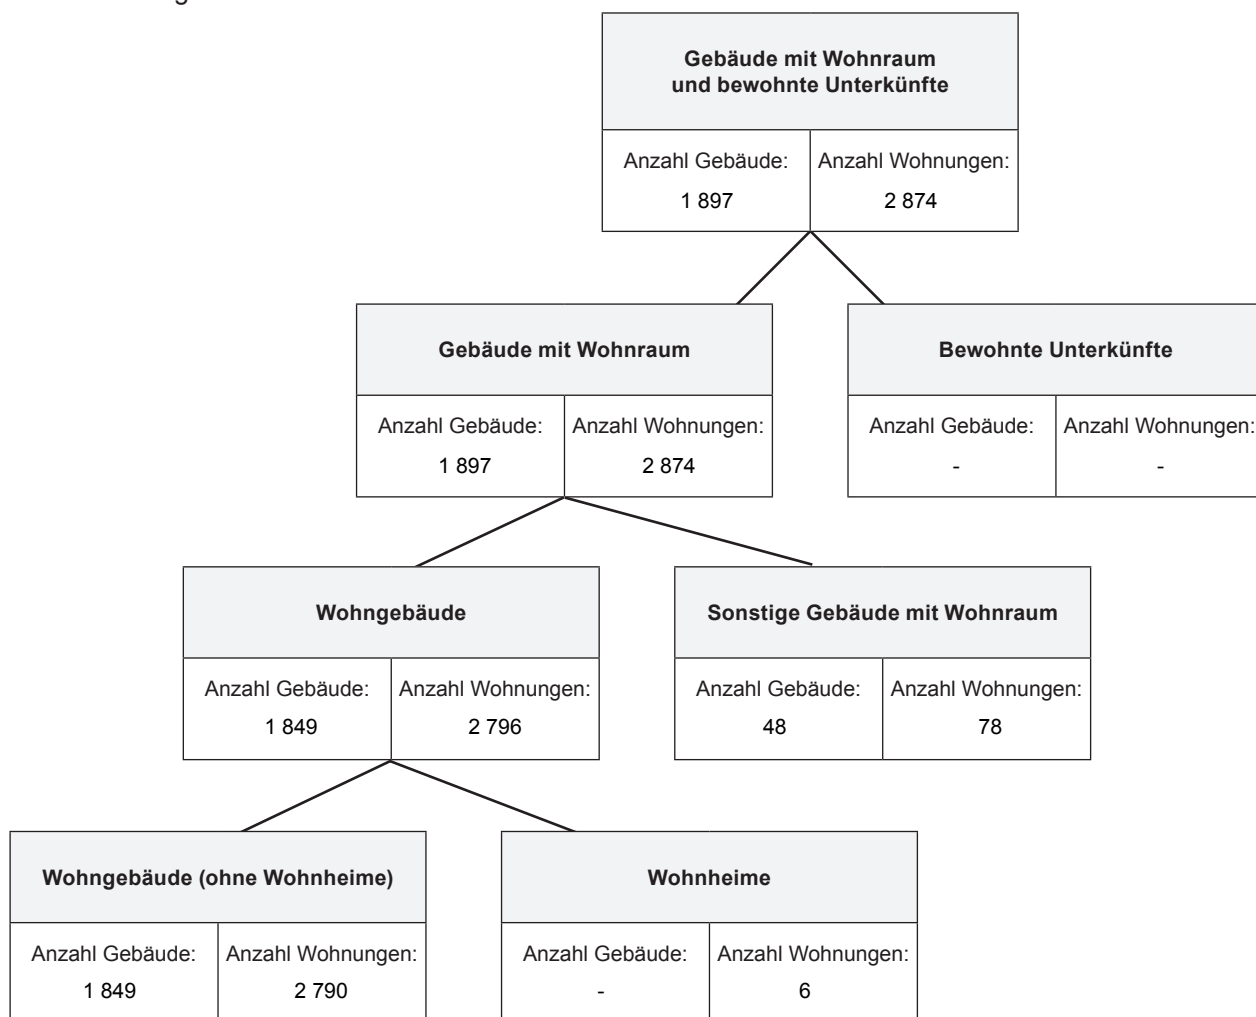 Gebäude mit Wohnraum
und bewohnte Unterkünfte
Anzahl Gebäude: Anzahl Wohnungen:
1 897 2 874
Gebäude mit Wohnraum Bewohnte Unterkünfte
Anzahl Gebäude: Anzahl Wohnungen: Anzahl Gebäude: Anzahl Wohnungen:
1 897 2 874 - -
Wohngebäude Sonstige Gebäude mit Wohnraum
Anzahl Gebäude: Anzahl Wohnungen: Anzahl Gebäude: Anzahl Wohnungen:
1 849 2 796 48 78
Wohngebäude (ohne Wohnheime) Wohnheime
Anzahl Gebäude: Anzahl Wohnungen: Anzahl Gebäude: Anzahl Wohnungen:
1 849 2 790 - 6